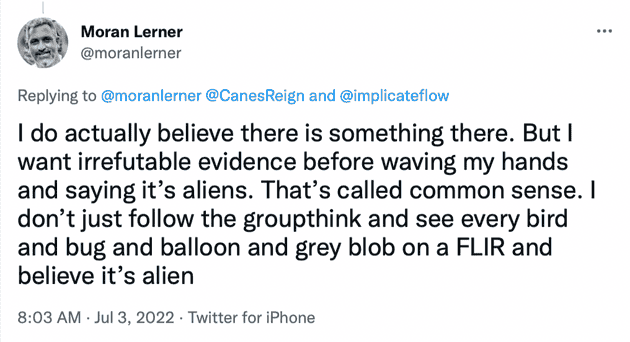 Moran Lerner
@moranlerner
Replying to @moranlerner @CanesReign and @implicateflow
I do actually believe there is something there. But I
want irrefutable evidence before waving my hands
and saying it’s aliens. That’s called common sense. I
don’t just follow the groupthink and see every bird
and bug and balloon and grey blob on a FLIR and
believe it’s alien
8:03 AM · Jul 3, 2022 · Twitter for iPhone